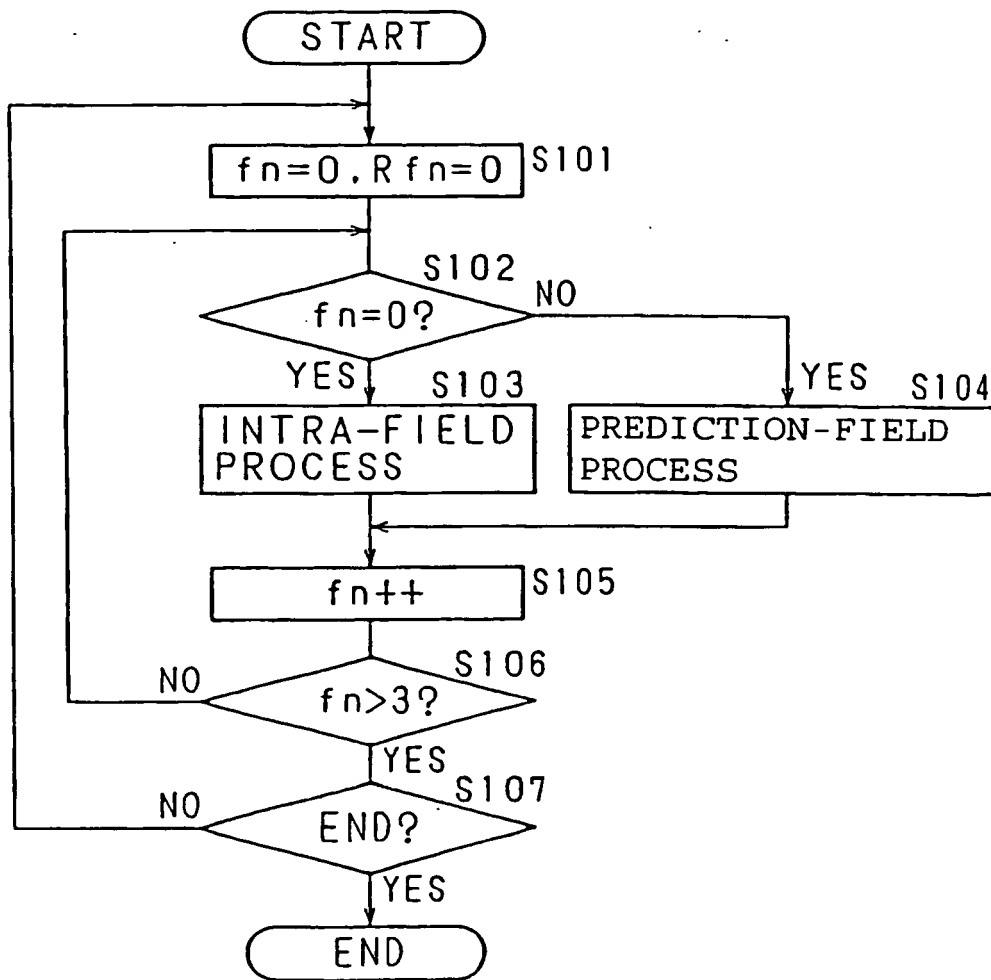 START
fn=0.Rfn=0
S101
S102
fn=0?
NO
YES
S103
YES
S104
INTRA-FIELD
PROCESS
PREDICTION-FIELD
PROCESS
fn++
S105
S106
NO
fn>3?
YES
S107
NO
END?
YES
END